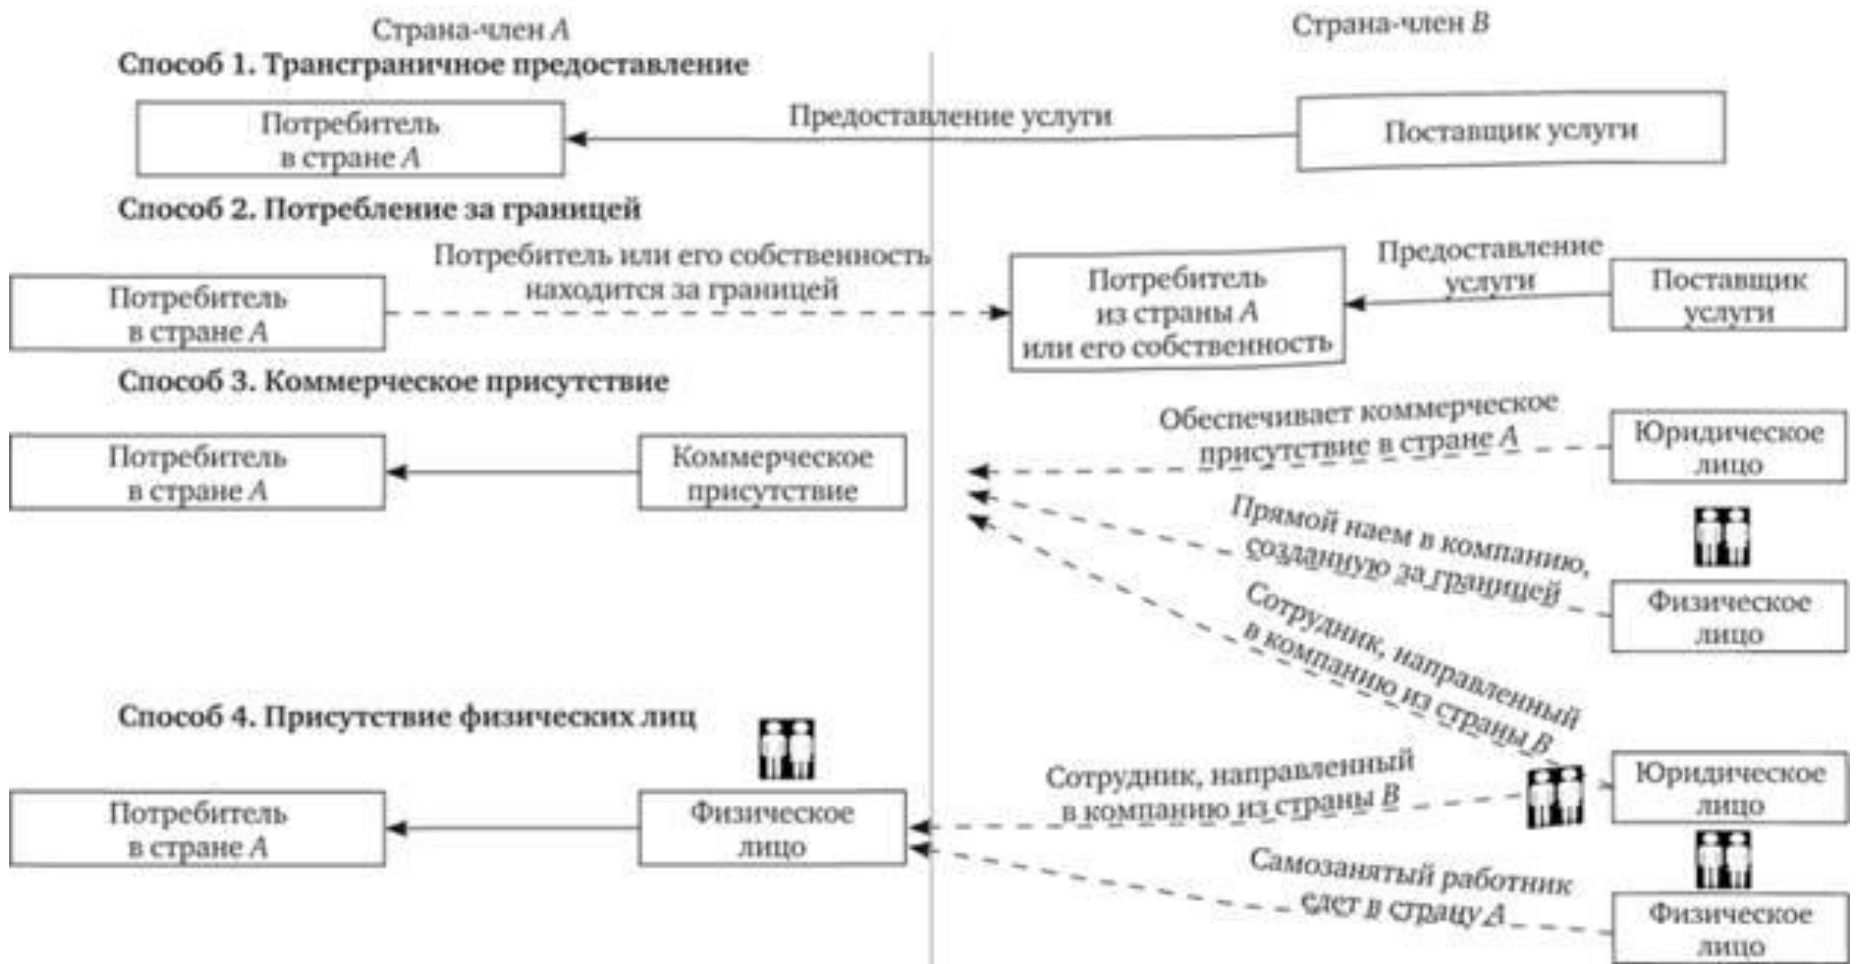 Страна-член А
Страна-член В
Способ 1. Трансграничное предоставление
Потребитель
в стране А
Предоставление услуги
Поставщик услуги
Способ 2. Потребление за границей
Потребитель
в стране А
Потребитель или его собственность
находится за границей
Потребитель
из страны А
или его собственность
Предоставление
услуги
Поставщик
услуги
Способ 3. Коммерческое присутствие
Потребитель
в стране А
Коммерческое
присутствие
Обеспечивает коммерческое
присутствие в стране А
Юридическое
лицо
Прямой наем в компанию,
созданную за границей
Физическое
лицо
Сотрудник, направленный
в компанию из страны В
Способ 4. Присутствие физических лиц
Потребитель
в стране А
Физическое
лицо
Сотрудник, направленный
в компанию из страны В
Юридическое
лицо
Самозанятый работник
едет в страну А
Физическое
лицо